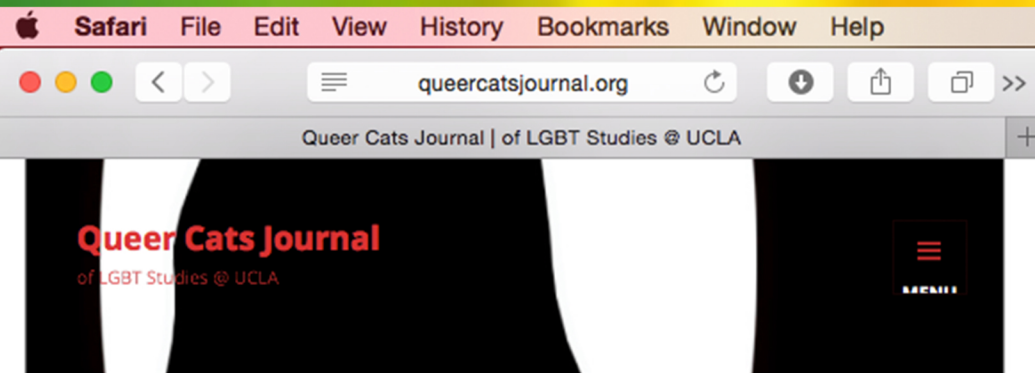 Safari File Edit View History Bookmarks Window Help
queercatsjournal.org
Queer Cats Journal | of LGBT Studies @ UCLA
Queer Cats Journal
of LGBT Studies @ UCLA
MENU